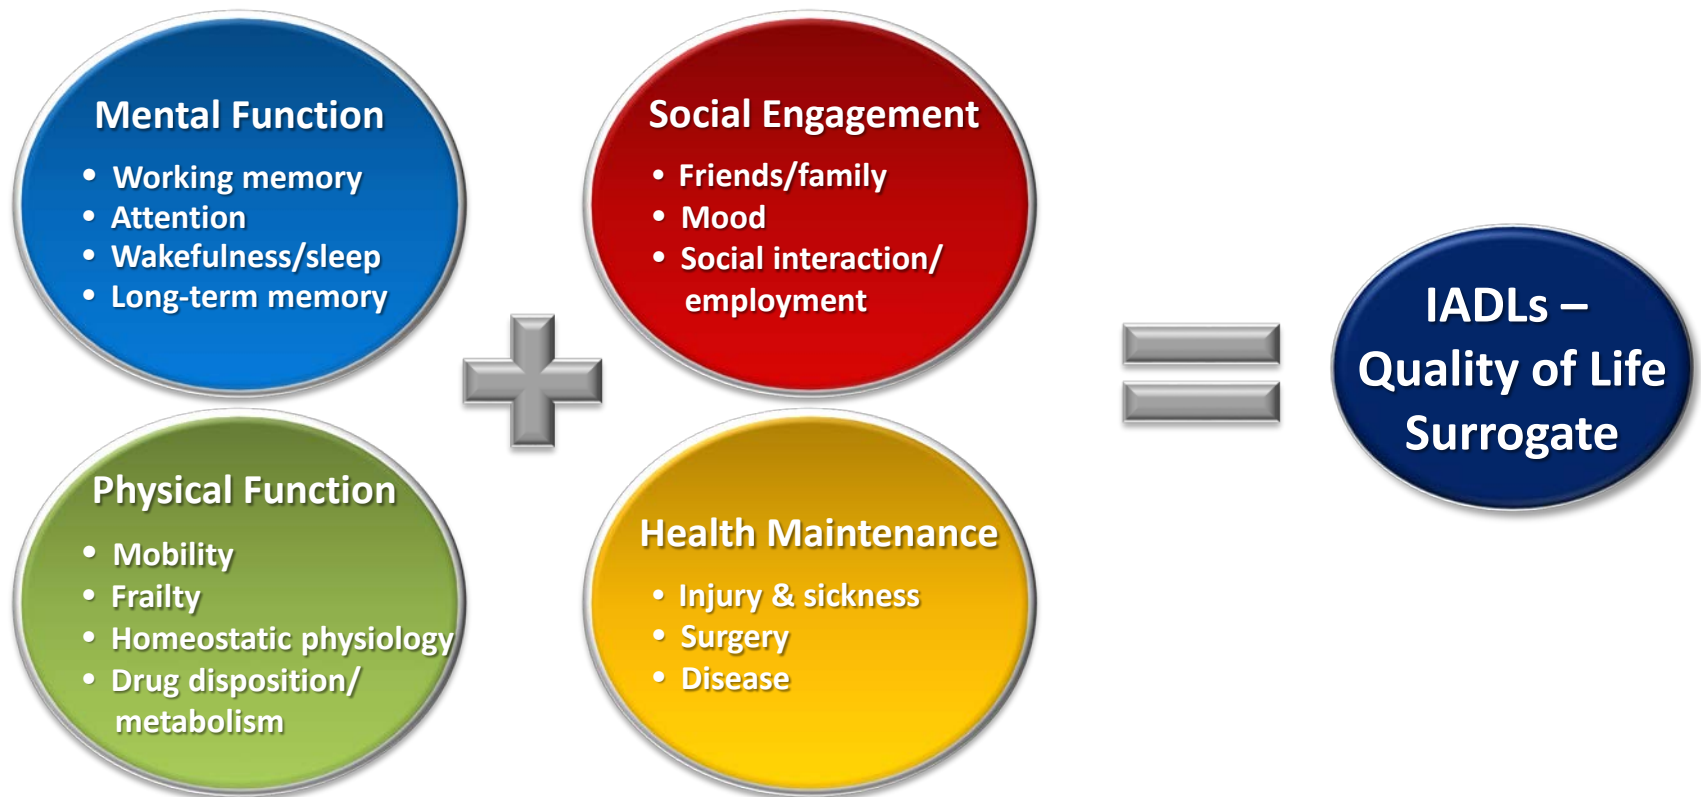 Mental Function
• Working memory
• Attention
• Wakefulness/sleep
• Long-term memory
Social Engagement
• Friends/family
• Mood
• Social interaction/
employment
Physical Function
• Mobility
• Frailty
• Homeostatic physiology
• Drug disposition/
metabolism
Health Maintenance
• Injury & sickness
• Surgery
• Disease
IADLs –
Quality of Life
Surrogate